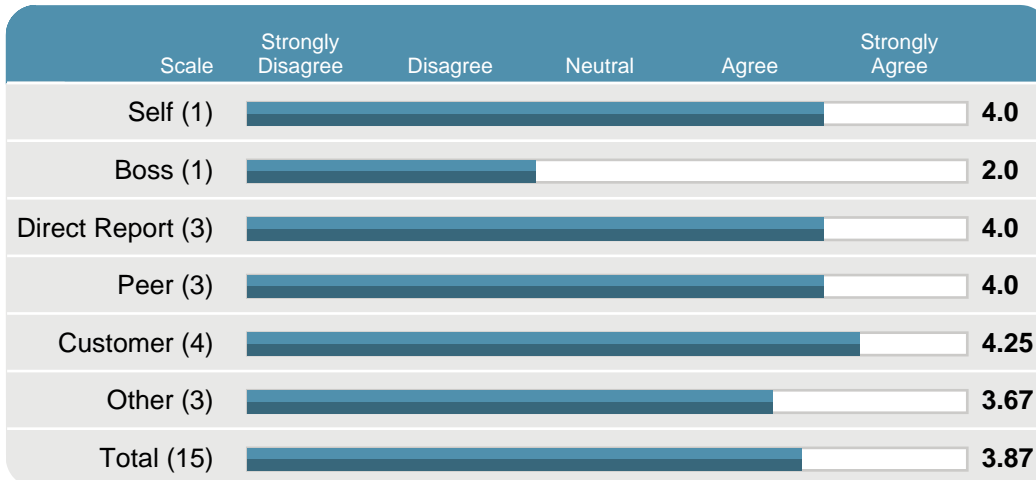 Scale Strongly Disagree Disagree Neutral Agree Strongly Agree
Self (1) 4.0
Boss (1) 2.0
Direct Report (3) 4.0
Peer (3) 4.0
Customer (4) 4.25
Other (3) 3.67
Total (15) 3.87